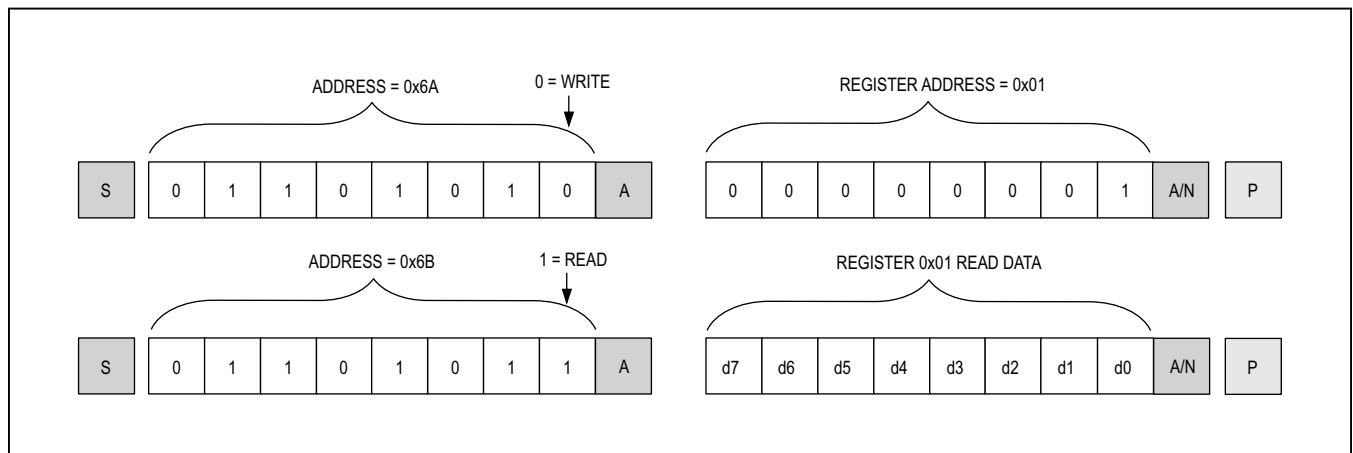 ADDRESS = 0x6A 0 = WRITE REGISTER ADDRESS = 0x01
S 0 1 1 0 1 0 1 0 A 0 0 0 0 0 0 0 1 A/N P
ADDRESS = 0x6B 1 = READ REGISTER 0x01 READ DATA
S 0 1 1 0 1 0 1 1 A d7 d6 d5 d4 d3 d2 d1 d0 A/N P